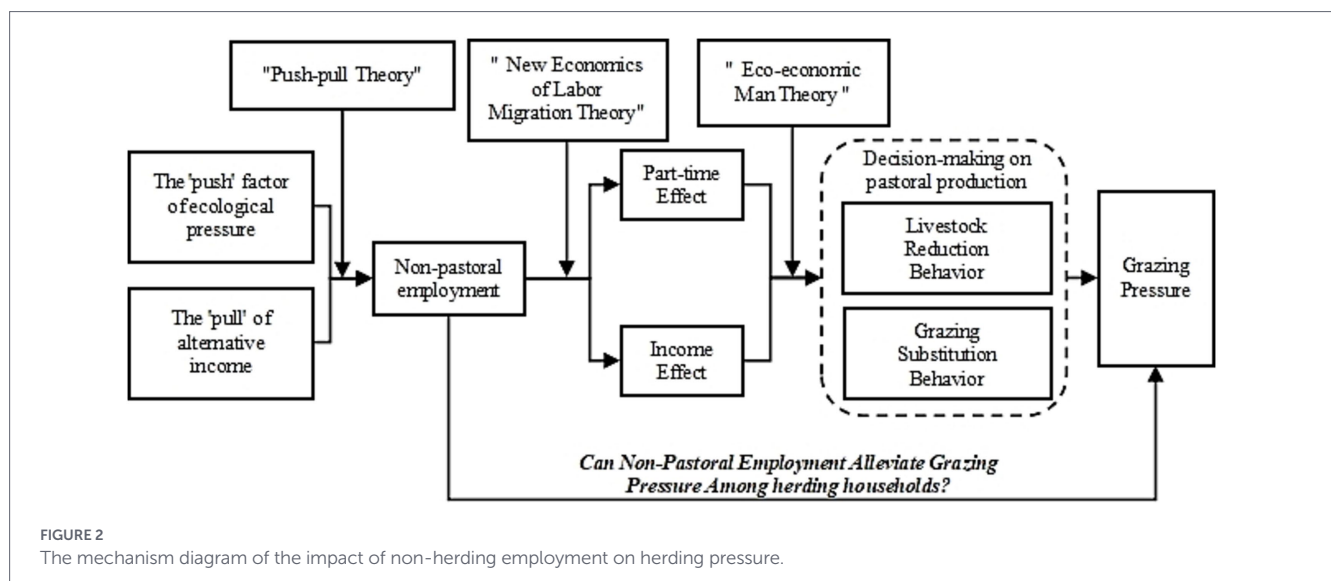 "Push-pull Theory"
" New Economics
of Labor
Migration Theory"
" Eco-economic
Man Theory "
The 'push' factor
of ecological
pressure
The 'pull' of
alternative
income
Non-pastoral
employment
Part-time
Effect
Income
Effect
Decision-making on
pastoral production
Livestock
Reduction
Behavior
Grazing
Substitution
Behavior
Grazing
Pressure
Can Non-Pastoral Employment Alleviate Grazing
Pressure Among herding households?
FIGURE 2
The mechanism diagram of the impact of non-herding employment on herding pressure.